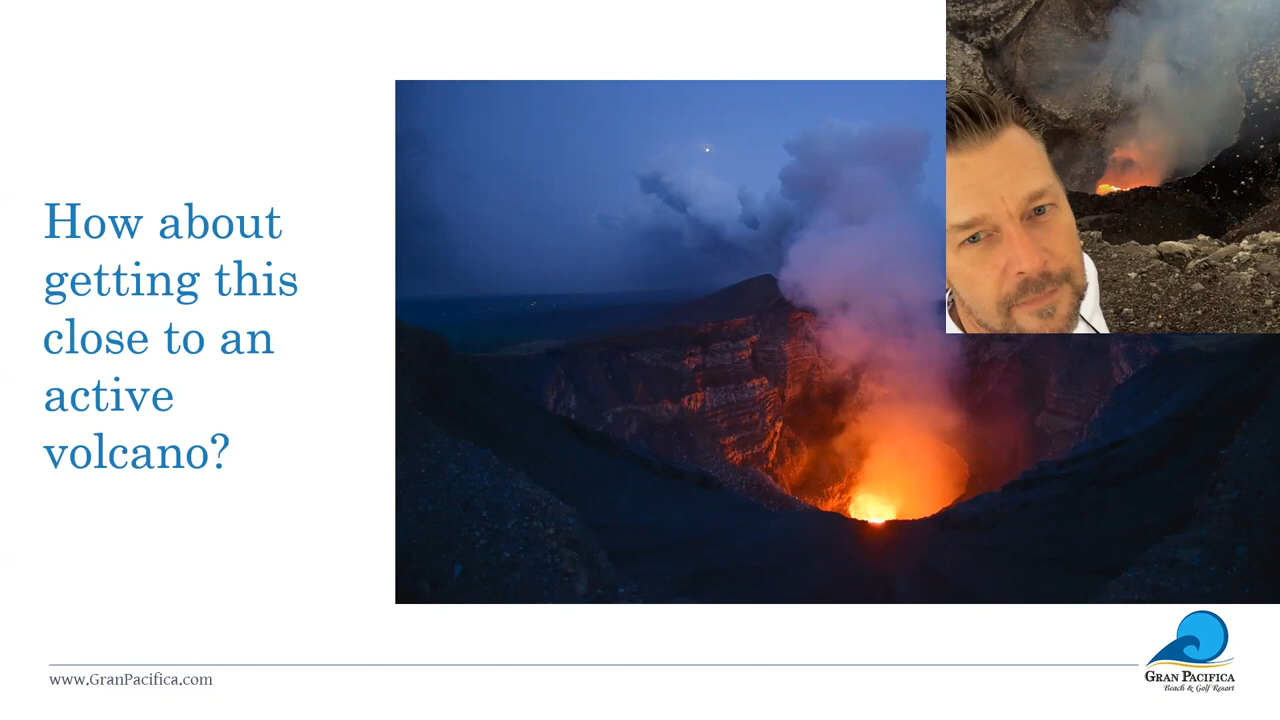 How about
getting this
close to an
active
volcano?
www.GranPacifica.com
GRAN PACIFICA
Beach & Golf Resort